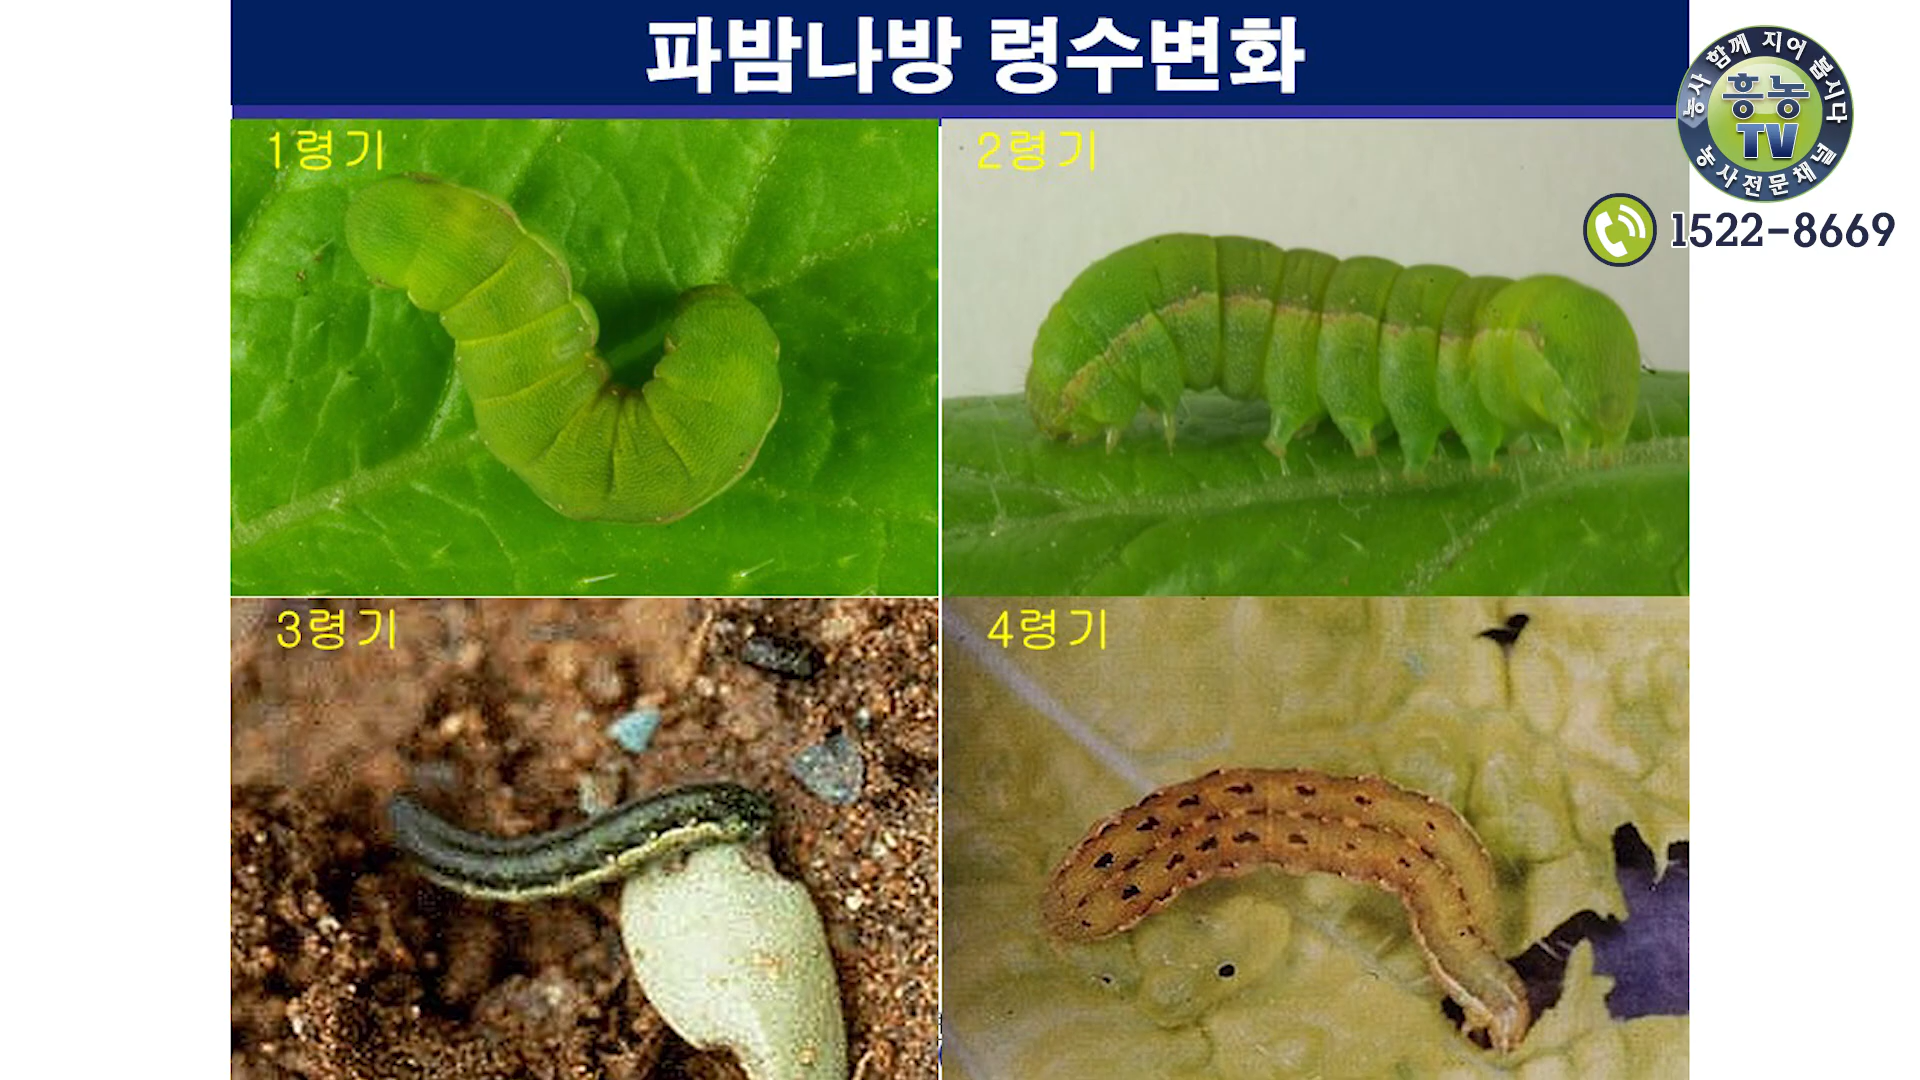 파밤나방 령수변화
농사 함께 지어 봅시다
흥농
TV
농사전문채널
1522-8669
1령기
2령기
3령기
4령기